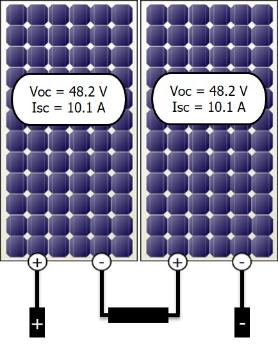 Voc = 48.2 V
Isc = 10.1 A
Voc = 48.2 V
Isc = 10.1 A
+
-
+
-
+
-